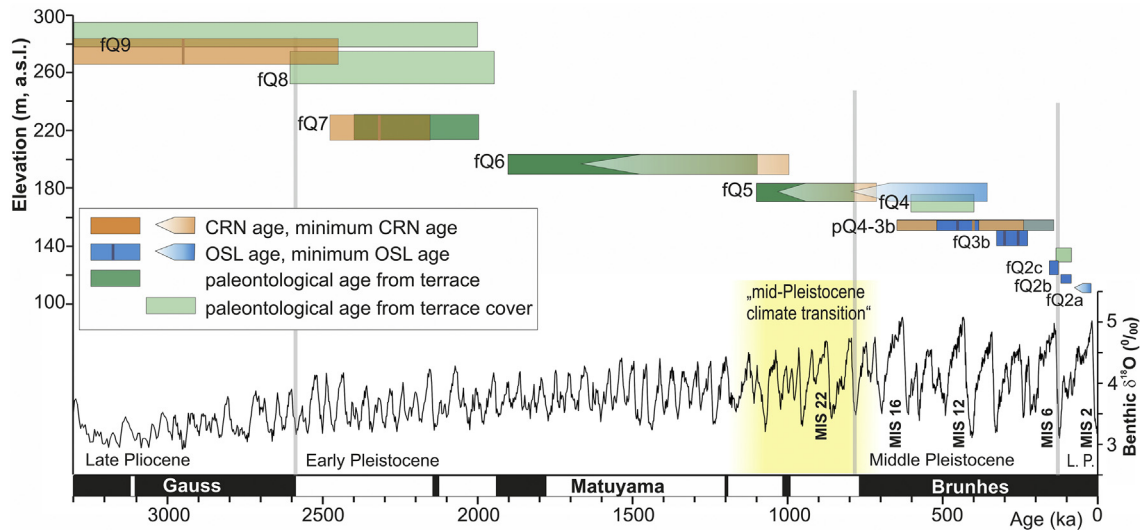 Elevation (m, a.s.l.)
300
260
220
180
140
100
fQ9
fQ8
fQ7
fQ6
fQ5
fQ4
pQ4-3b
fQ3b
fQ2c
fQ2b
fQ2a
CRN age, minimum CRN age
OSL age, minimum OSL age
paleontological age from terrace
paleontological age from terrace cover
„mid-Pleistocene
climate transition“
5
4
3
Benthic δ¹⁸O (⁰/₀₀)
MIS 22
MIS 16
MIS 12
MIS 6
MIS 2
Late Pliocene
Early Pleistocene
Middle Pleistocene
L. P.
Gauss
Matuyama
Brunhes
3000
2500
2000
1500
1000
500
Age (ka)
0